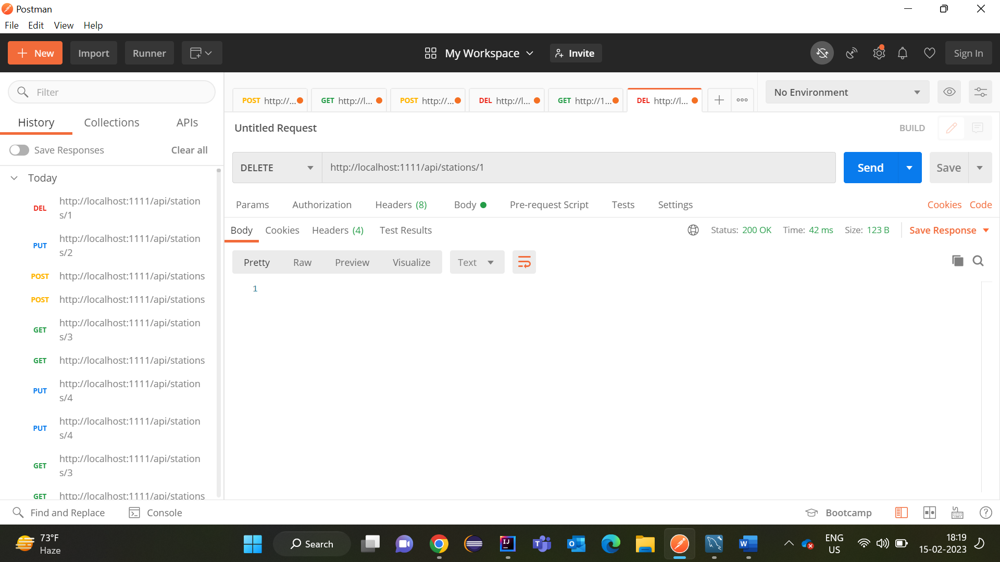 Postman
File Edit View Help
New Import Runner My Workspace Invite Sign In
Filter
History Collections APIs
Save Responses Clear all
Today
DEL http://localhost:1111/api/station
s/1
PUT http://localhost:1111/api/station
s/2
POST http://localhost:1111/api/stations
POST http://localhost:1111/api/stations
GET http://localhost:1111/api/station
s/3
GET http://localhost:1111/api/stations
PUT http://localhost:1111/api/station
s/4
PUT http://localhost:1111/api/station
s/4
GET http://localhost:1111/api/station
s/3
GET http://localhost:1111/api/stations
POST http://... GET http://l... POST http://... DEL http://l... GET http://1... DEL http://l... No Environment
Untitled Request BUILD
DELETE http://localhost:1111/api/stations/1 Send Save
Params Authorization Headers (8) Body Pre-request Script Tests Settings Cookies Code
Body Cookies Headers (4) Test Results Status: 200 OK Time: 42 ms Size: 123 B Save Response
Pretty Raw Preview Visualize Text
1
Find and Replace Console Bootcamp
73°F
Haze
Search
ENG
US
18:19
15-02-2023